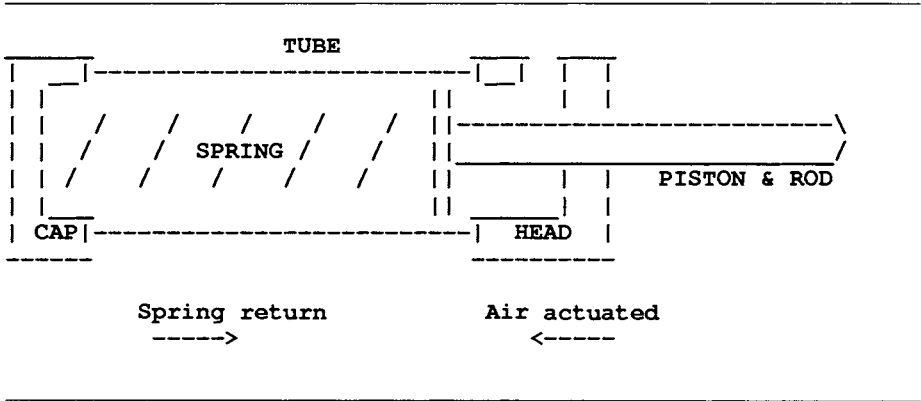 TUBE
SPRING
PISTON & ROD
CAP
HEAD
Spring return
Air actuated
----->
<-----